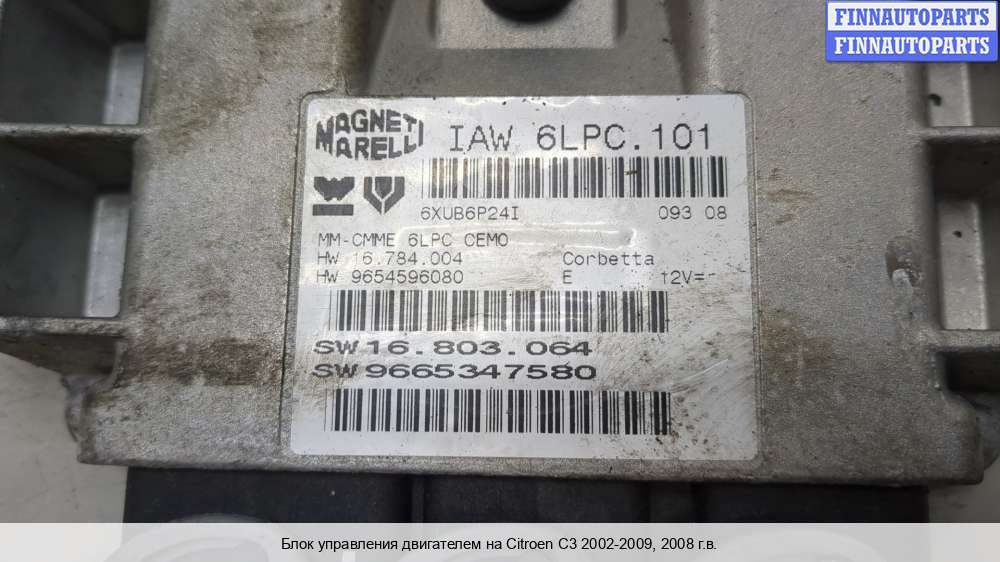 FINNAUTOPARTS
FINNAUTOPARTS
MAGNETI
MARELLI
IAW 6LPC.101
6XUB6P24I 093 08
MM-CMME 6LPC CEMO
HW 16.784.004 Corbetta
HW 9654596080 E 12V=
SW 16.803.064
SW 9665347580
Блок управления двигателем на Citroen C3 2002-2009, 2008 г.в.